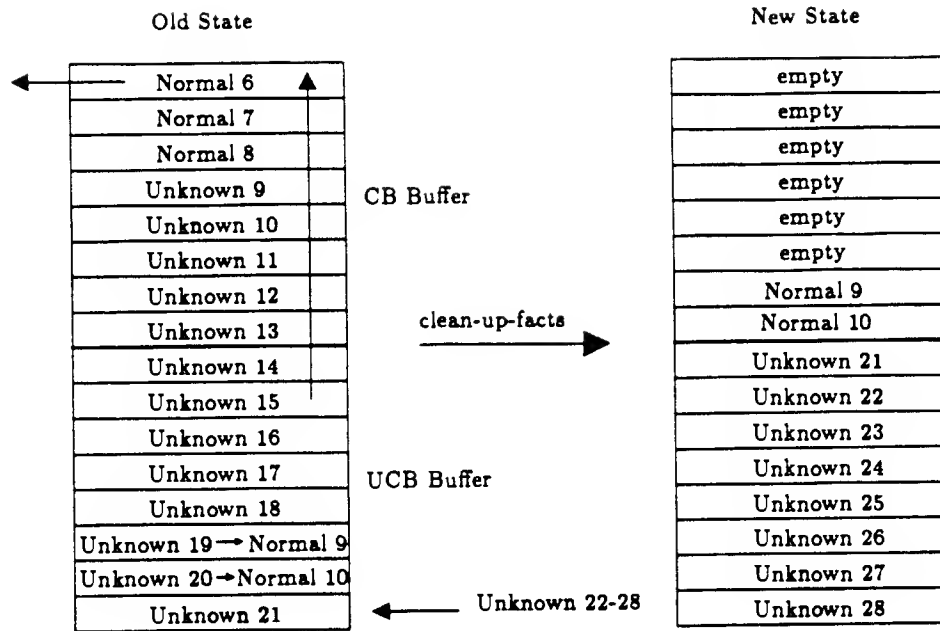 Old State
Normal 6
Normal 7
Normal 8
Unknown 9
Unknown 10
Unknown 11
Unknown 12
Unknown 13
Unknown 14
Unknown 15
Unknown 16
Unknown 17
Unknown 18
Unknown 19 → Normal 9
Unknown 20 → Normal 10
Unknown 21
CB Buffer
UCB Buffer
clean-up-facts
Unknown 22-28
New State
empty
empty
empty
empty
empty
empty
Normal 9
Normal 10
Unknown 21
Unknown 22
Unknown 23
Unknown 24
Unknown 25
Unknown 26
Unknown 27
Unknown 28